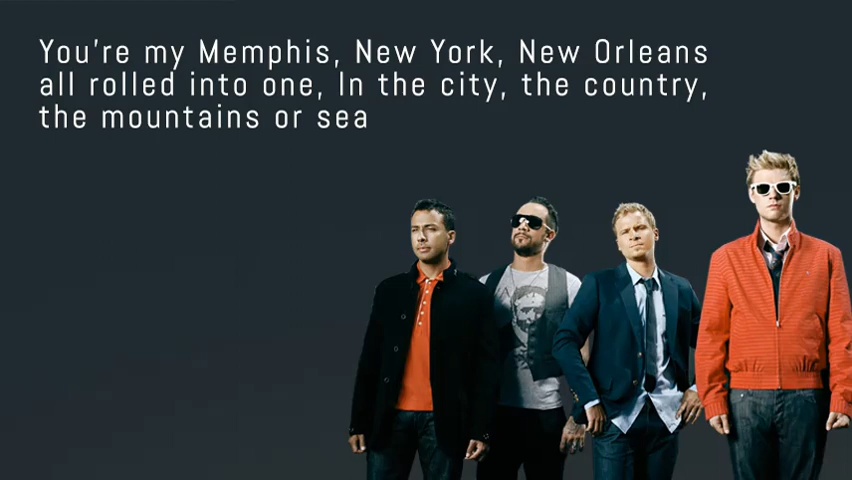 You're my Memphis, New York, New Orleans
all rolled into one, In the city, the country,
the mountains or sea